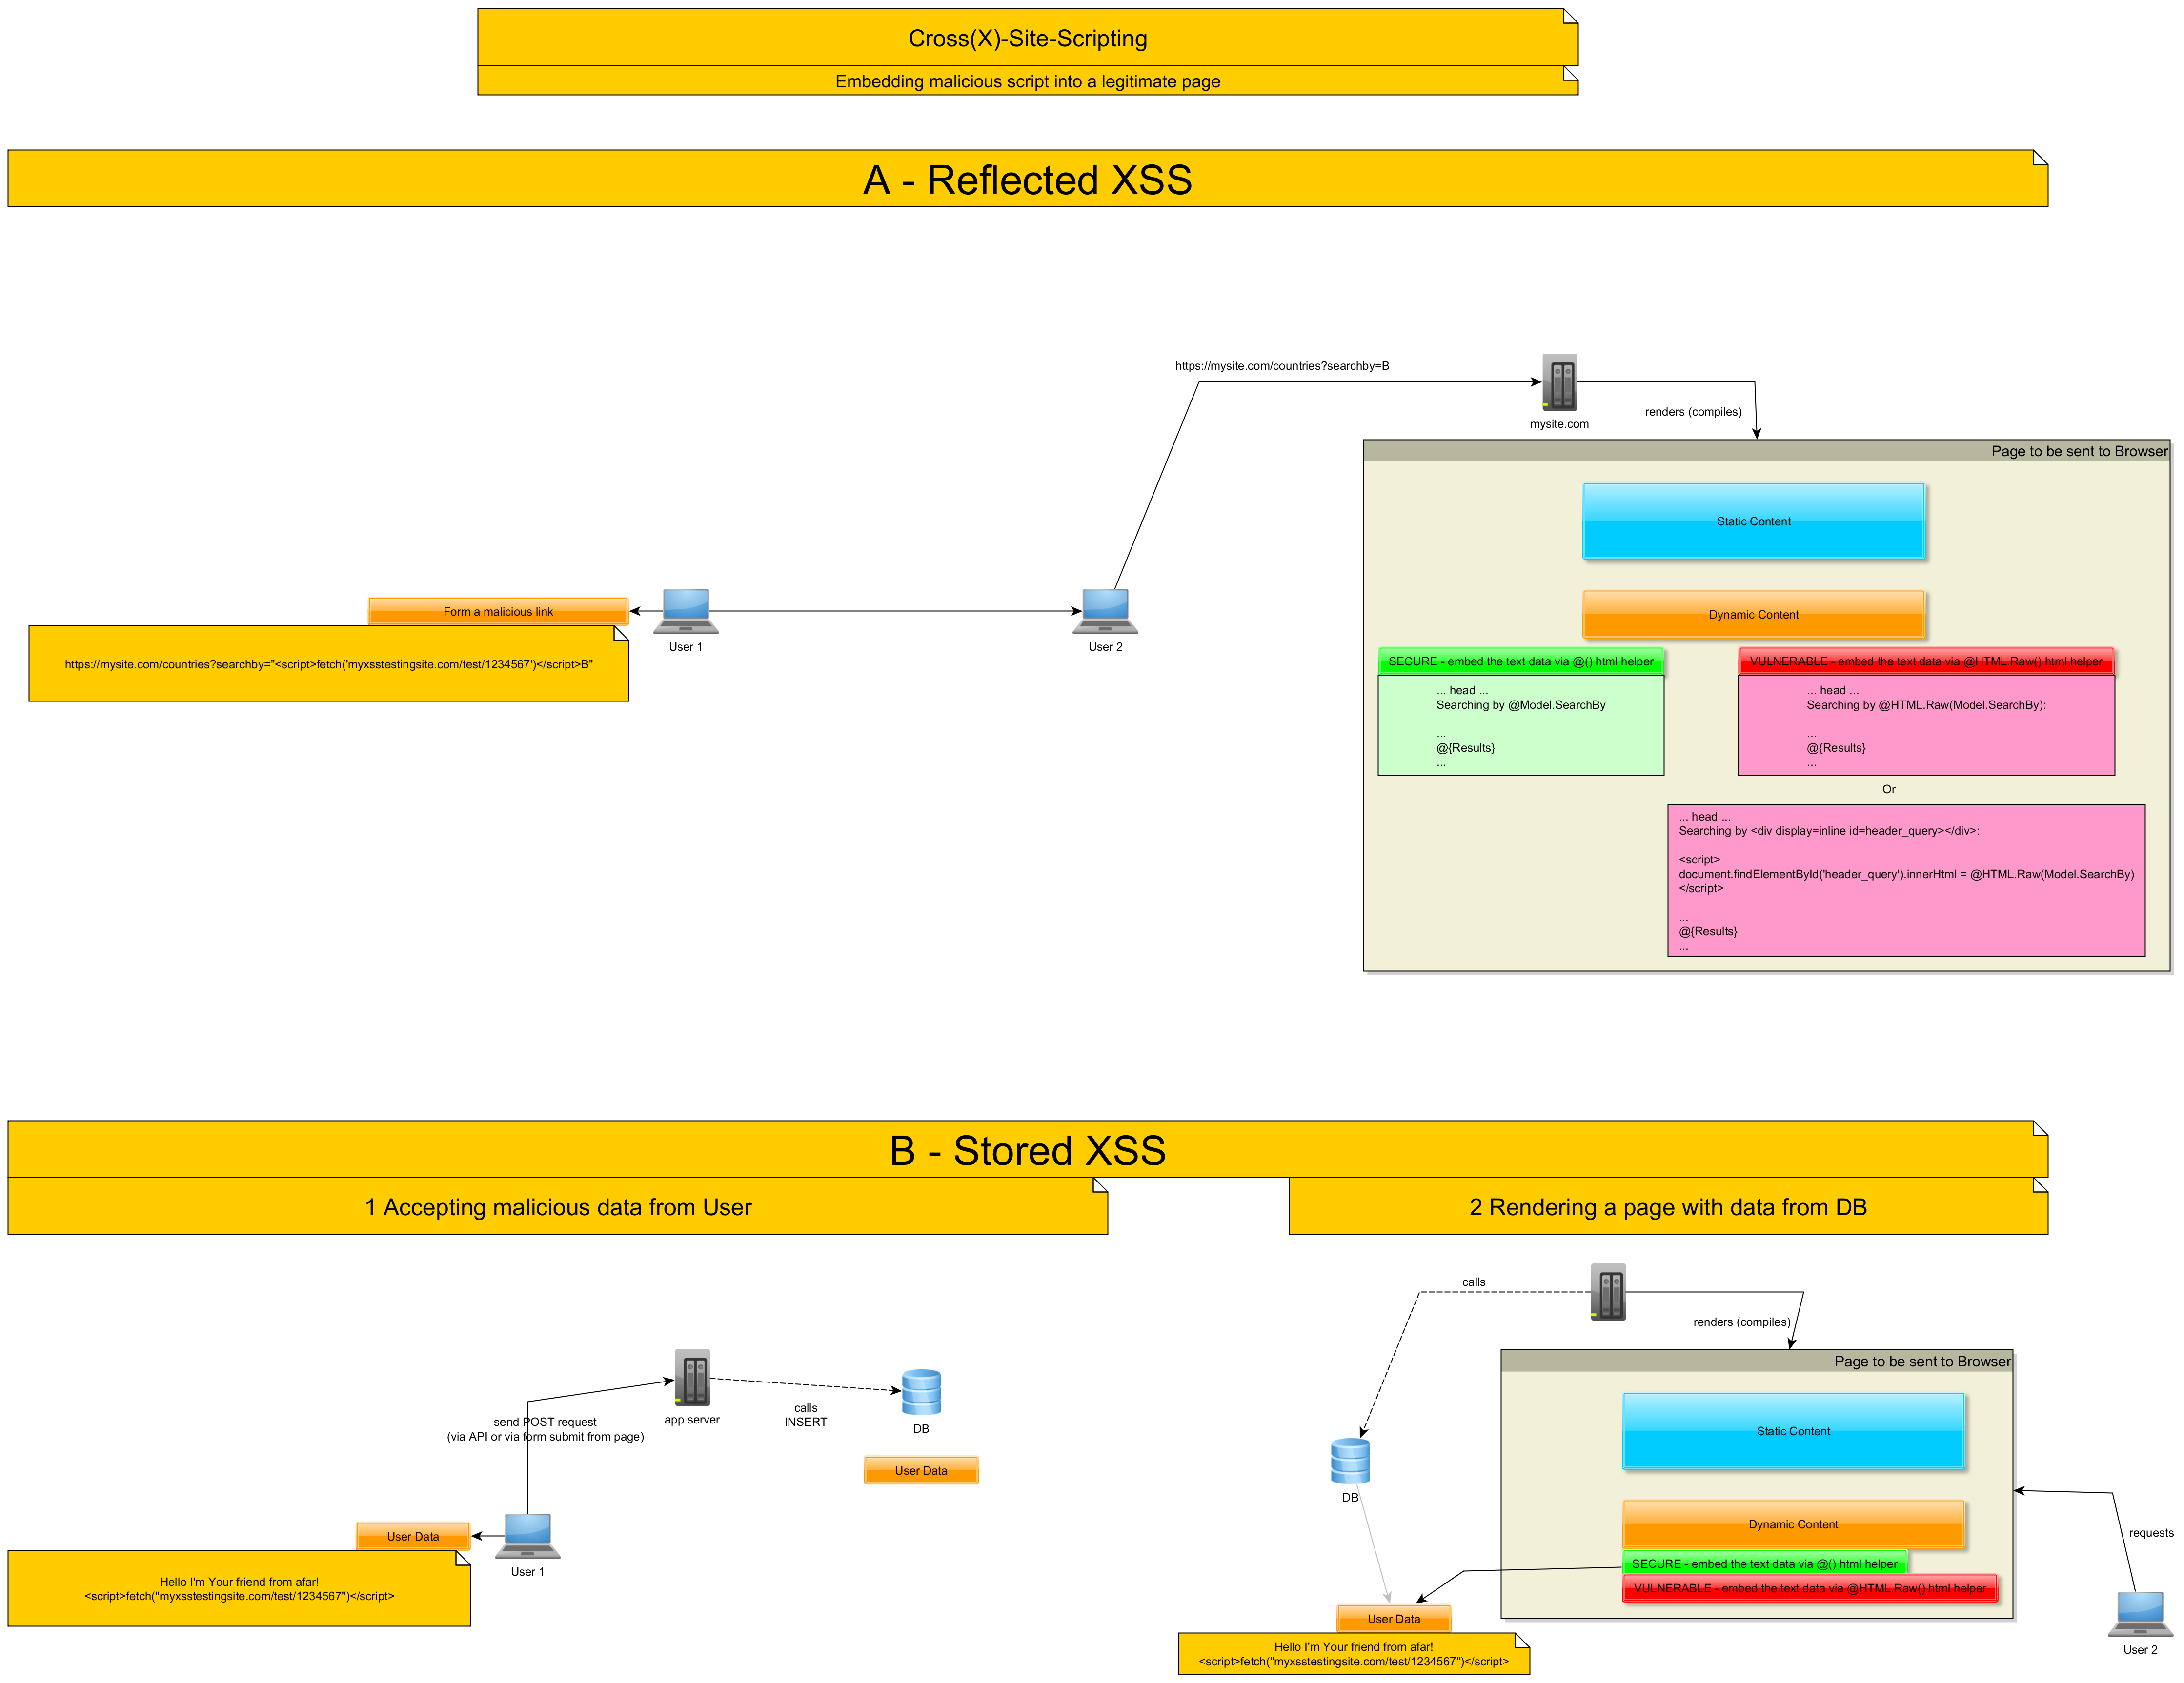 Cross(X)-Site-Scripting
Embedding malicious script into a legitimate page
A - Reflected XSS
https://mysite.com/countries?searchby=B
mysite.com
renders (compiles)
Page to be sent to Browser
Static Content
Form a malicious link
User 1
User 2
https://mysite.com/countries?searchby="<script>fetch('myxsstestingsite.com/test/1234567')</script>B"
Dynamic Content
SECURE - embed the text data via @() html helper
... head ...
Searching by @Model.SearchBy
...
@{Results}
...
VULNERABLE - embed the text data via @HTML.Raw() html helper
... head ...
Searching by @HTML.Raw(Model.SearchBy):
...
@{Results}
...
Or
... head ...
Searching by <div display=inline id=header_query></div>:
<script>
document.findElementById('header_query').innerHtml = @HTML.Raw(Model.SearchBy)
</script>
...
@{Results}
...
B - Stored XSS
1 Accepting malicious data from User
2 Rendering a page with data from DB
send POST request
(via API or via form submit from page)
app server
calls
INSERT
DB
User Data
User Data
User 1
Hello I'm Your friend from afar!
<script>fetch("myxsstestingsite.com/test/1234567")</script>
calls
renders (compiles)
Page to be sent to Browser
Static Content
DB
Dynamic Content
SECURE - embed the text data via @() html helper
VULNERABLE - embed the text data via @HTML.Raw() html helper
requests
User 2
User Data
Hello I'm Your friend from afar!
<script>fetch("myxsstestingsite.com/test/1234567")</script>